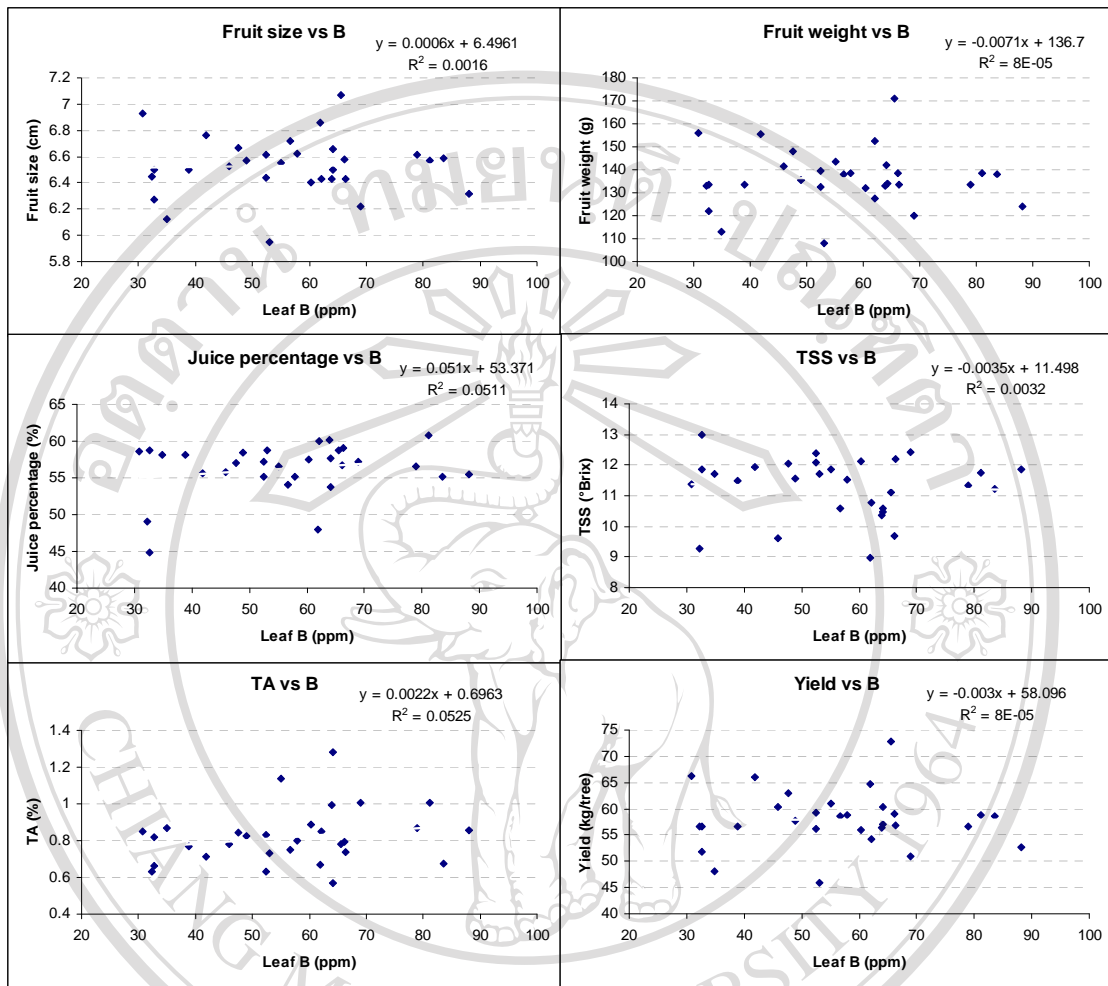 Fruit size vs B
y = 0.0006x + 6.4961
R² = 0.0016
7.2
7
6.8
6.6
6.4
6.2
6
5.8
Fruit size (cm)
20 30 40 50 60 70 80 90 100
Leaf B (ppm)
Fruit weight vs B
y = -0.0071x + 136.7
R² = 8E-05
180
170
160
150
140
130
120
110
100
Fruit weight (g)
20 30 40 50 60 70 80 90 100
Leaf B (ppm)
Juice percentage vs B
y = 0.051x + 53.371
R² = 0.0511
65
60
55
50
45
40
Juice percentage (%)
20 30 40 50 60 70 80 90 100
Leaf B (ppm)
TSS vs B
y = -0.0035x + 11.498
R² = 0.0032
14
13
12
11
10
9
8
TSS (°Brix)
20 30 40 50 60 70 80 90 100
Leaf B (ppm)
TA vs B
y = 0.0022x + 0.6963
R² = 0.0525
1.4
1.2
1
0.8
0.6
0.4
TA (%)
20 30 40 50 60 70 80 90 100
Leaf B (ppm)
Yield vs B
y = -0.003x + 58.096
R² = 8E-05
75
70
65
60
55
50
45
40
Yield (kg/tree)
20 30 40 50 60 70 80 90 100
Leaf B (ppm)
CHIANG
1964